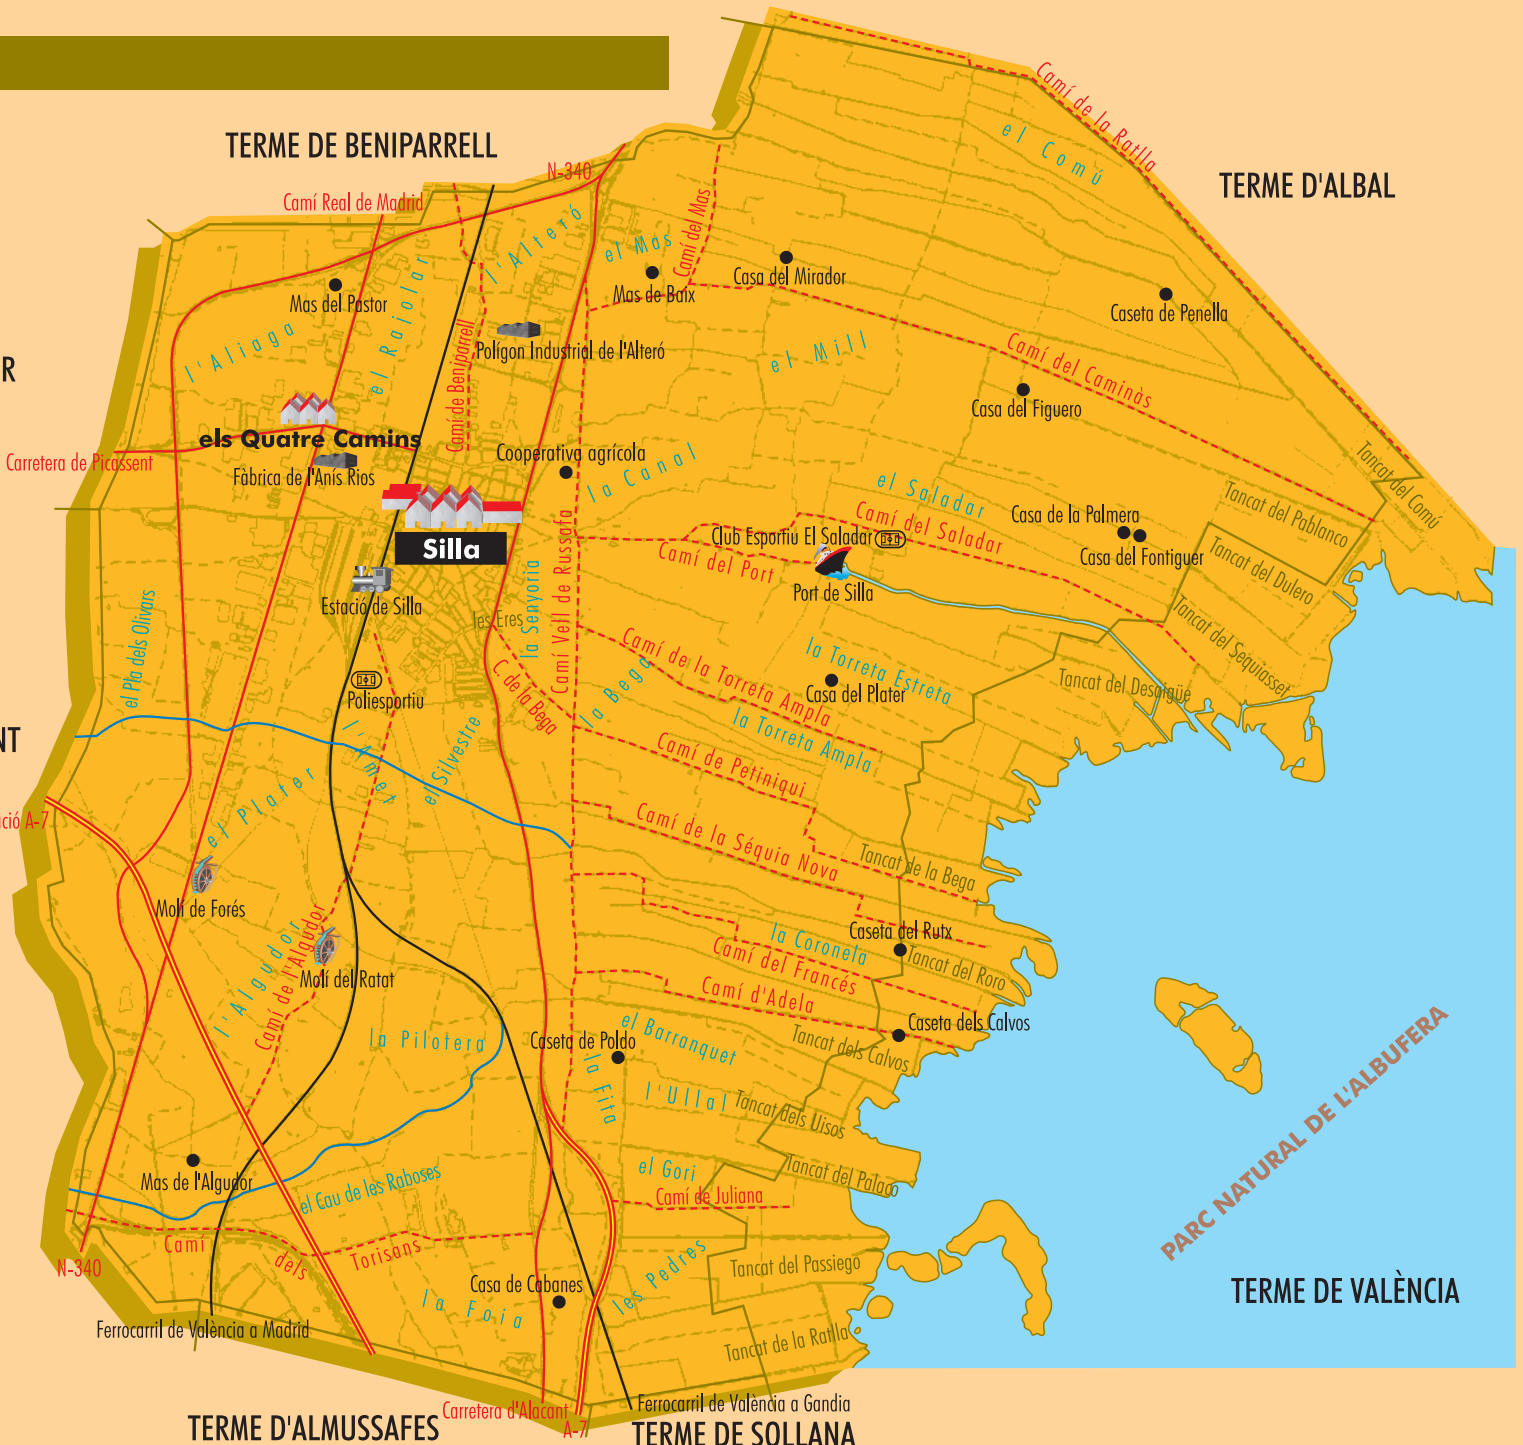 TERME DE BENIPARRELL
TERME D'ALBAL
N-340
Camí Real de Madrid
Camí de la Ratlla
el Comú
l'Alteró
el Mas
Camí del Mas
Casa del Mirador
Mas de Baix
Mas del Pastor
el Raiolar
l'Aliaga
Caseta de Penella
Camí de Beniparrell
Polígon Industrial de l'Alteró
el Mill
Camí del Caminàs
R
Casa del Figuero
els Quatre Camins
Carretera de Picassent
Fàbrica de l'Anís Rios
Cooperativa agrícola
la Canal
el Saladar
Tancat del Comú
Tancat del Pablanco
Camí del Saladar
Casa de la Palmera
Casa del Fontiguer
Club Esportiu El Saladar
Camí del Port
Port de Silla
Silla
Camí Vell de Russafa
la Senyoria
Tancat del Dulero
Estació de Silla
les Eres
Tancat del Sequiasset
el Pla dels Olivars
Camí de la Torreta Ampla
la Torreta Estreta
Tancat del Desaigüe
Casa del Plater
C. de la Bega
la Bega
Poliesportiu
la Torreta Ampla
NT
l'Armer
el Silvestre
Camí de Petiniqui
el Plater
ació A-7
Camí de la Séquia Nova
Tancat de la Bega
Molí de Forés
l'Algudor
Camí de l'Algudor
Caseta del Rutx
la Coronela
Camí del Francés
Tancat del Roro
Molí del Ratat
Camí d'Adela
Caseta dels Calvos
el Barranquet
Tancat dels Calvos
la Pilotera
Caseta de Poldo
la Fita
l'Ullal
Tancat dels Uisos
PARC NATURAL DE L'ALBUFERA
Mas de l'Algudor
el Cau de les Raboses
el Gori
Tancat del Palaço
Camí de Juliana
Camí dels Torisans
N-340
les Pedres
Tancat del Passiego
TERME DE VALÈNCIA
Casa de Cabanes
la Foia
Ferrocarril de València a Madrid
Tancat de la Ratlla
Ferrocarril de València a Gandia
Carretera d'Alacant
TERME D'ALMUSSAFES
A-7
TERME DE SOLLANA